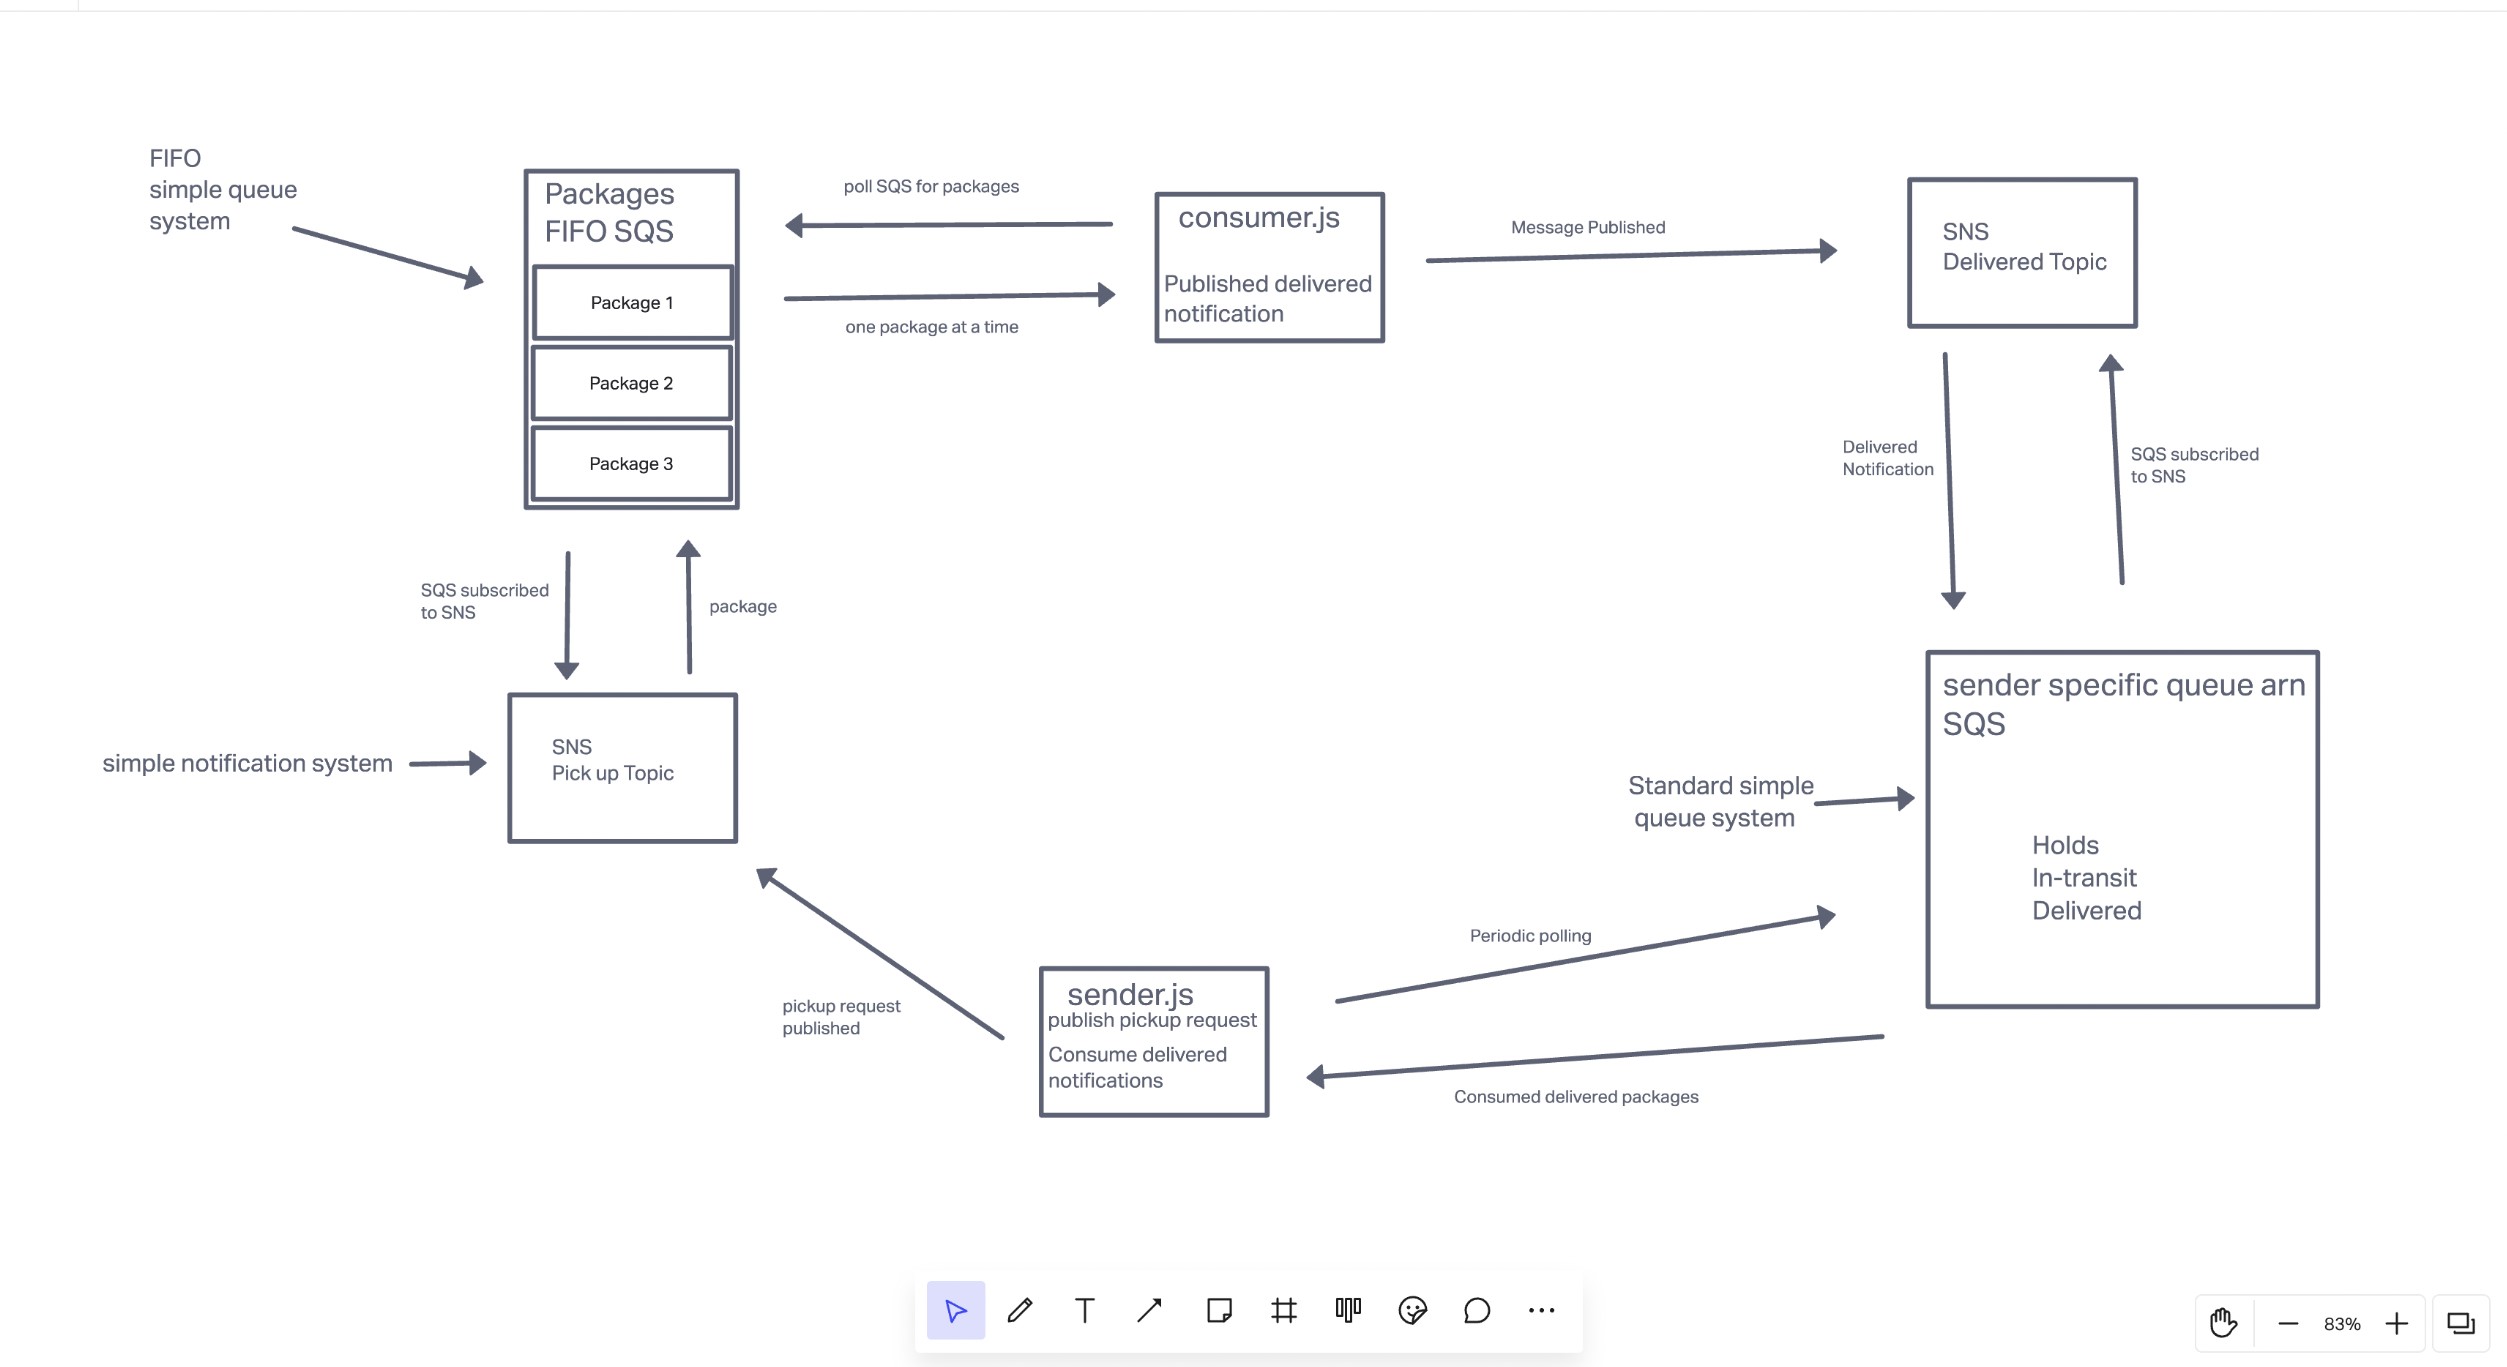 FIFO
simple queue
system
Packages
FIFO SQS
Package 1
Package 2
Package 3
poll SQS for packages
one package at a time
consumer.js
Published delivered
notification
Message Published
SNS
Delivered Topic
Delivered
Notification
SQS subscribed
to SNS
SQS subscribed
to SNS
package
simple notification system
SNS
Pick up Topic
sender specific queue arn
SQS
Standard simple
queue system
Holds
In-transit
Delivered
Periodic polling
pickup request
published
sender.js
publish pickup request
Consume delivered
notifications
Consumed delivered packages
83%